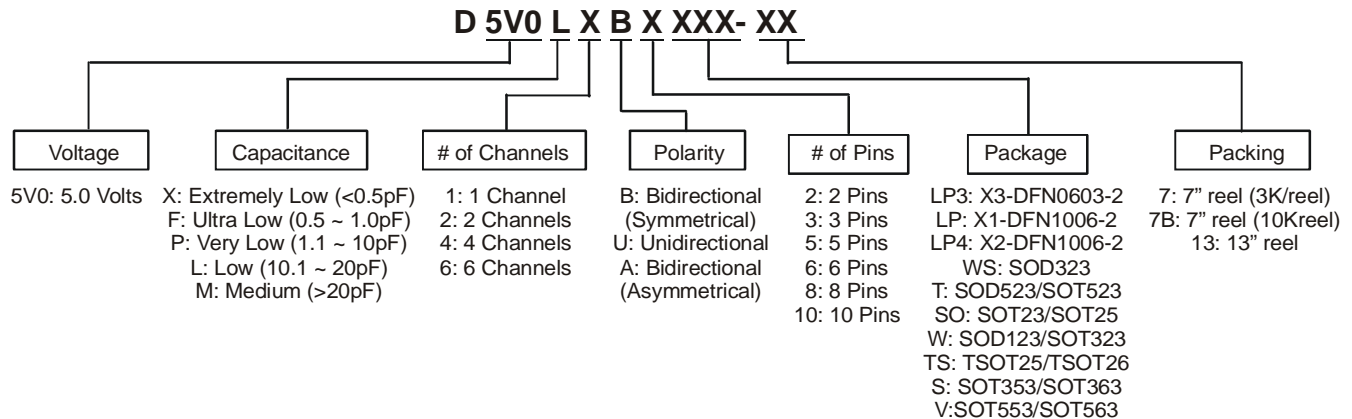 D 5V0 L X B X XXX- XX
Voltage
5V0: 5.0 Volts
Capacitance
X: Extremely Low (<0.5pF)
F: Ultra Low (0.5 ~ 1.0pF)
P: Very Low (1.1 ~ 10pF)
L: Low (10.1 ~ 20pF)
M: Medium (>20pF)
# of Channels
1: 1 Channel
2: 2 Channels
4: 4 Channels
6: 6 Channels
Polarity
B: Bidirectional
(Symmetrical)
U: Unidirectional
A: Bidirectional
(Asymmetrical)
# of Pins
2: 2 Pins
3: 3 Pins
5: 5 Pins
6: 6 Pins
8: 8 Pins
10: 10 Pins
Package
LP3: X3-DFN0603-2
LP: X1-DFN1006-2
LP4: X2-DFN1006-2
WS: SOD323
T: SOD523/SOT523
SO: SOT23/SOT25
W: SOD123/SOT323
TS: TSOT25/TSOT26
S: SOT353/SOT363
V:SOT553/SOT563
Packing
7: 7” reel (3K/reel)
7B: 7” reel (10Kreel)
13: 13” reel